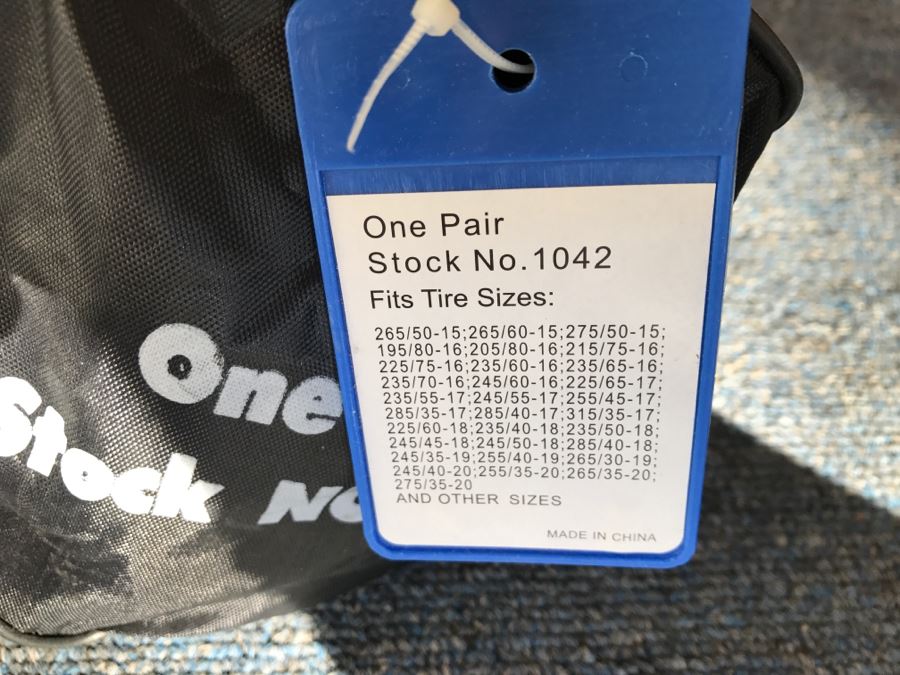 One Pair
Stock No.1042
Fits Tire Sizes:
265/50-15;265/60-15;275/50-15;
195/80-16;205/80-16;215/75-16;
225/75-16;235/60-16;235/65-16;
235/70-16;245/60-16;225/65-17;
235/55-17;245/55-17;255/45-17;
285/35-17;285/40-17;315/35-17;
225/60-18;235/40-18;235/50-18;
245/45-18;245/50-18;285/40-18;
245/35-19;255/40-19;265/30-19;
245/40-20;255/35-20;265/35-20;
275/35-20
AND OTHER SIZES
MADE IN CHINA
One
Stock No